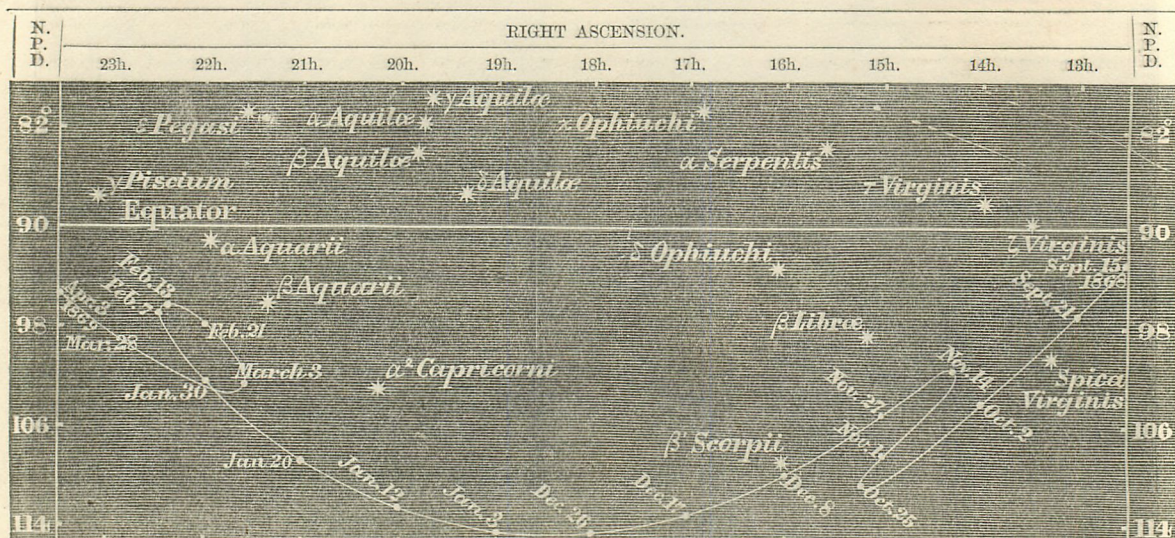 N. P. D.
RIGHT ASCENSION.
N. P. D.
23h. 22h. 21h. 20h. 19h. 18h. 17h. 16h. 15h. 14h. 13h.
82°
82°
γ Aquilæ
ε Pegasi
α Aquilæ
κ Ophiuchi
β Aquilæ
α Serpentis
γ Piscium
δ Aquilæ
τ Virginis
Equator
90
90
α Aquarii
δ Ophiuchi
ζ Virginis
Sept. 15,
1868
Feb. 13
Feb. 7
β Aquarii
Sept. 21
Apr. 3
1869
98
98
Feb. 21
β Libræ
Mar. 28
March 3
α² Capricorni
Nov. 14
Spica
Virginis
Jan. 30
Nov. 27
Oct. 2
106
106
β' Scorpii
Nov. 1
Jan. 20
Jan. 12
Jan. 3
Dec. 26
Dec. 17
Dec. 8
Oct. 25
114
114